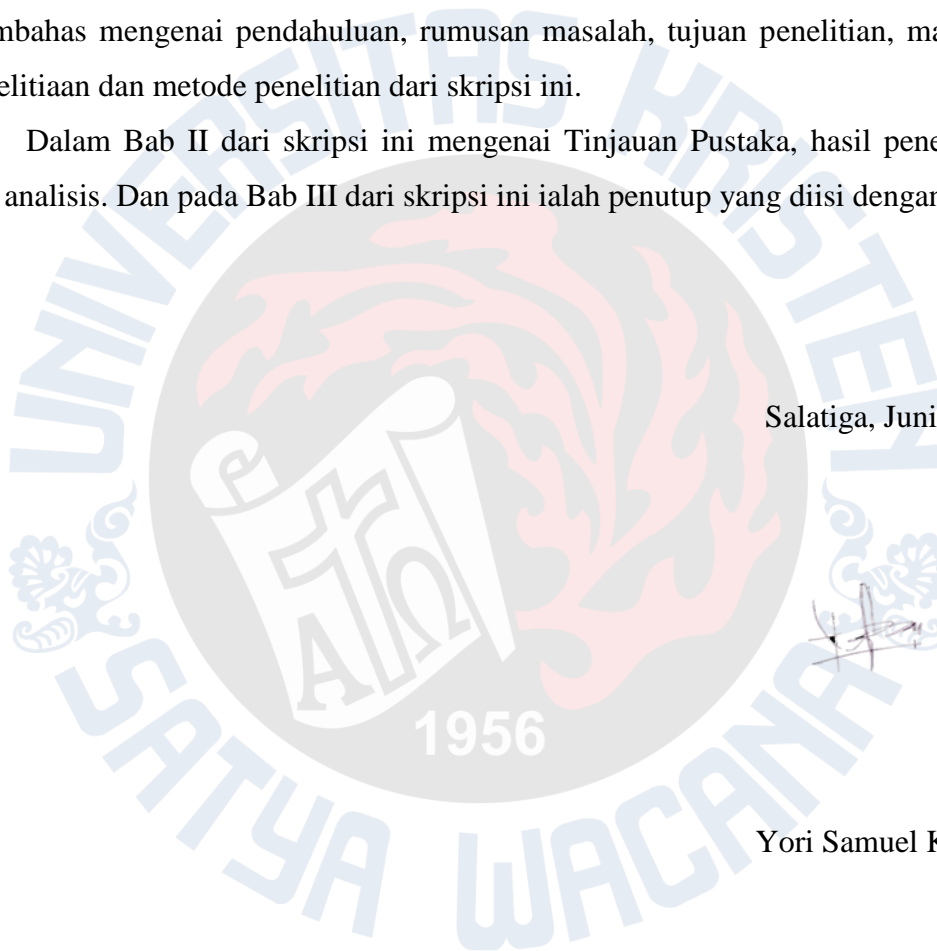 mbahas mengenai pendahuluan, rumusan masalah, tujuan penelitian, ma
elitiaan dan metode penelitian dari skripsi ini.
Dalam Bab II dari skripsi ini mengenai Tinjauan Pustaka, hasil pene
analisis. Dan pada Bab III dari skripsi ini ialah penutup yang diisi dengan
UNIVERSITAS KRISTEN
Salatiga, Juni
ΑΩ
1956
SATYA WACANA
Yori Samuel K